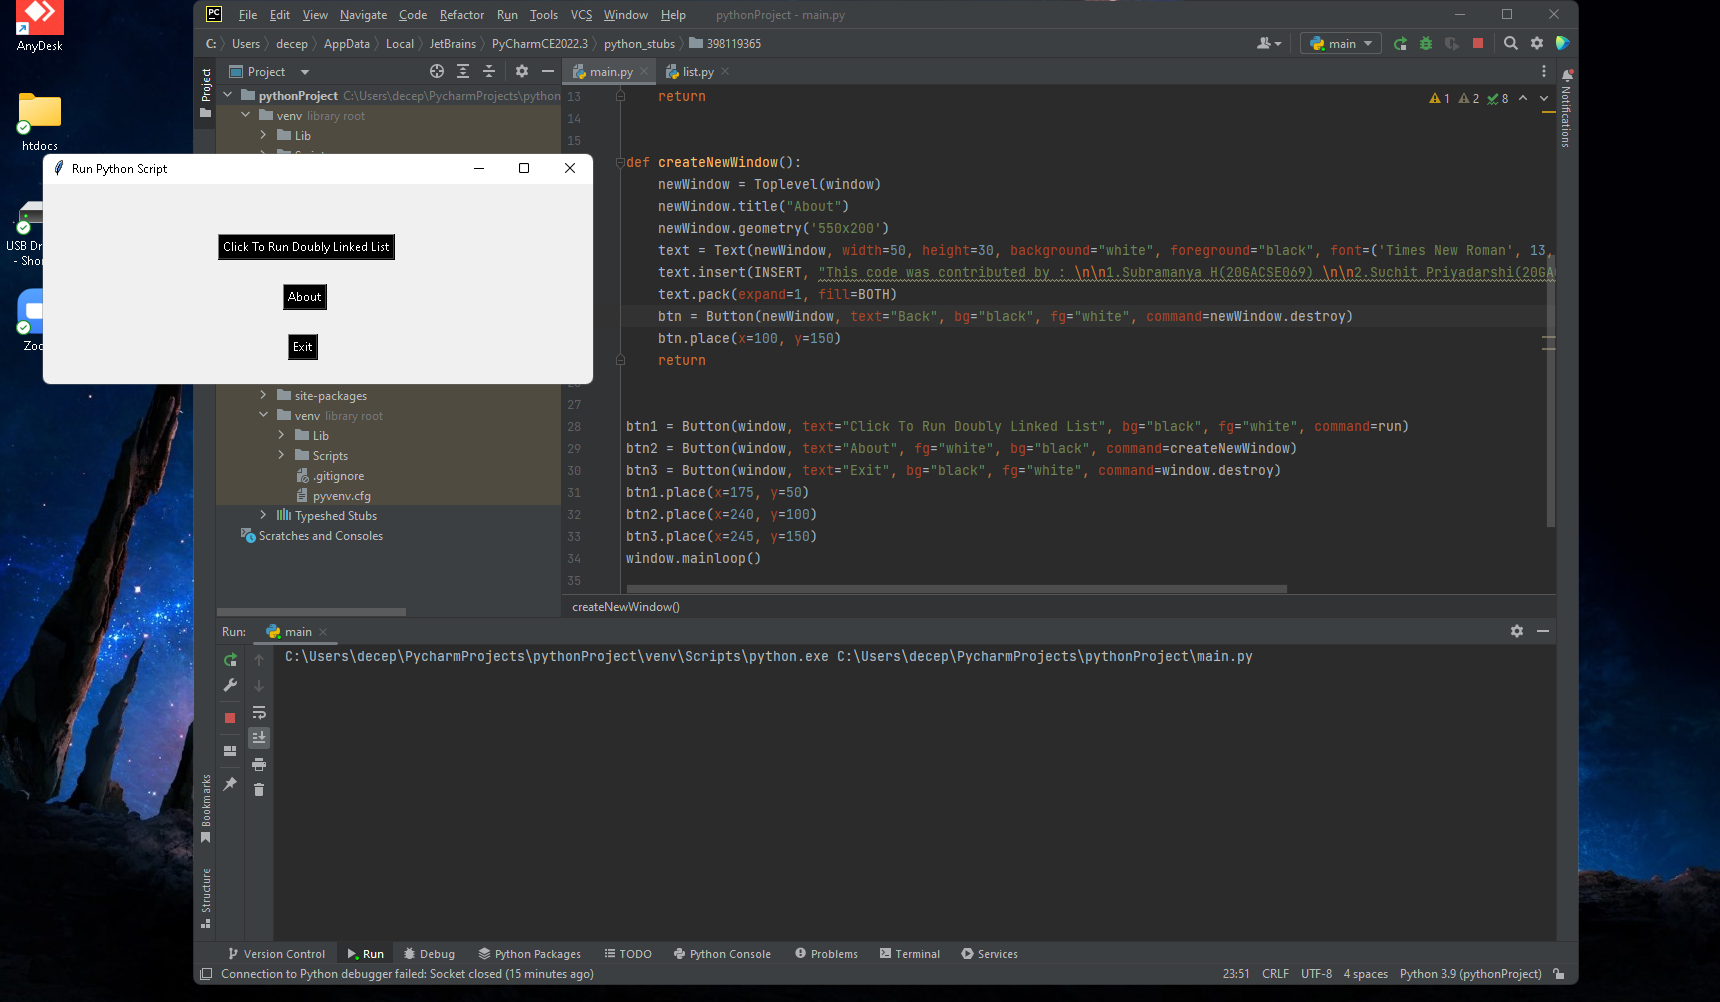 AnyDesk
htdocs
USB Dr
- Sho
Zoo
PC
File Edit View Navigate Code Refactor Run Tools VCS Window Help pythonProject - main.py
C: Users decep AppData Local JetBrains PyCharmCE2022.3 python_stubs 398119365
main
Project
Project
main.py
list.py
1 2 8
Notifications
pythonProject C:\Users\decep\PycharmProjects\python
venv library root
Lib
Run Python Script
Click To Run Doubly Linked List
About
Exit
site-packages
venv library root
Lib
Scripts
.gitignore
pyvenv.cfg
Typeshed Stubs
Scratches and Consoles
13 return
14
15
def createNewWindow():
newWindow = Toplevel(window)
newWindow.title("About")
newWindow.geometry('550x200')
text = Text(newWindow, width=50, height=30, background="white", foreground="black", font=('Times New Roman', 13,
text.insert(INSERT, "This code was contributed by : \n\n1.Subramanya H(20GACSE069) \n\n2.Suchit Priyadarshi(20GA
text.pack(expand=1, fill=BOTH)
btn = Button(newWindow, text="Back", bg="black", fg="white", command=newWindow.destroy)
btn.place(x=100, y=150)
return
27
28 btn1 = Button(window, text="Click To Run Doubly Linked List", bg="black", fg="white", command=run)
29 btn2 = Button(window, text="About", fg="white", bg="black", command=createNewWindow)
30 btn3 = Button(window, text="Exit", bg="black", fg="white", command=window.destroy)
31 btn1.place(x=175, y=50)
32 btn2.place(x=240, y=100)
33 btn3.place(x=245, y=150)
34 window.mainloop()
35
createNewWindow()
Run: main
C:\Users\decep\PycharmProjects\pythonProject\venv\Scripts\python.exe C:\Users\decep\PycharmProjects\pythonProject\main.py
Bookmarks
Structure
Version Control Run Debug Python Packages TODO Python Console Problems Terminal Services
Connection to Python debugger failed: Socket closed (15 minutes ago) 23:51 CRLF UTF-8 4 spaces Python 3.9 (pythonProject)